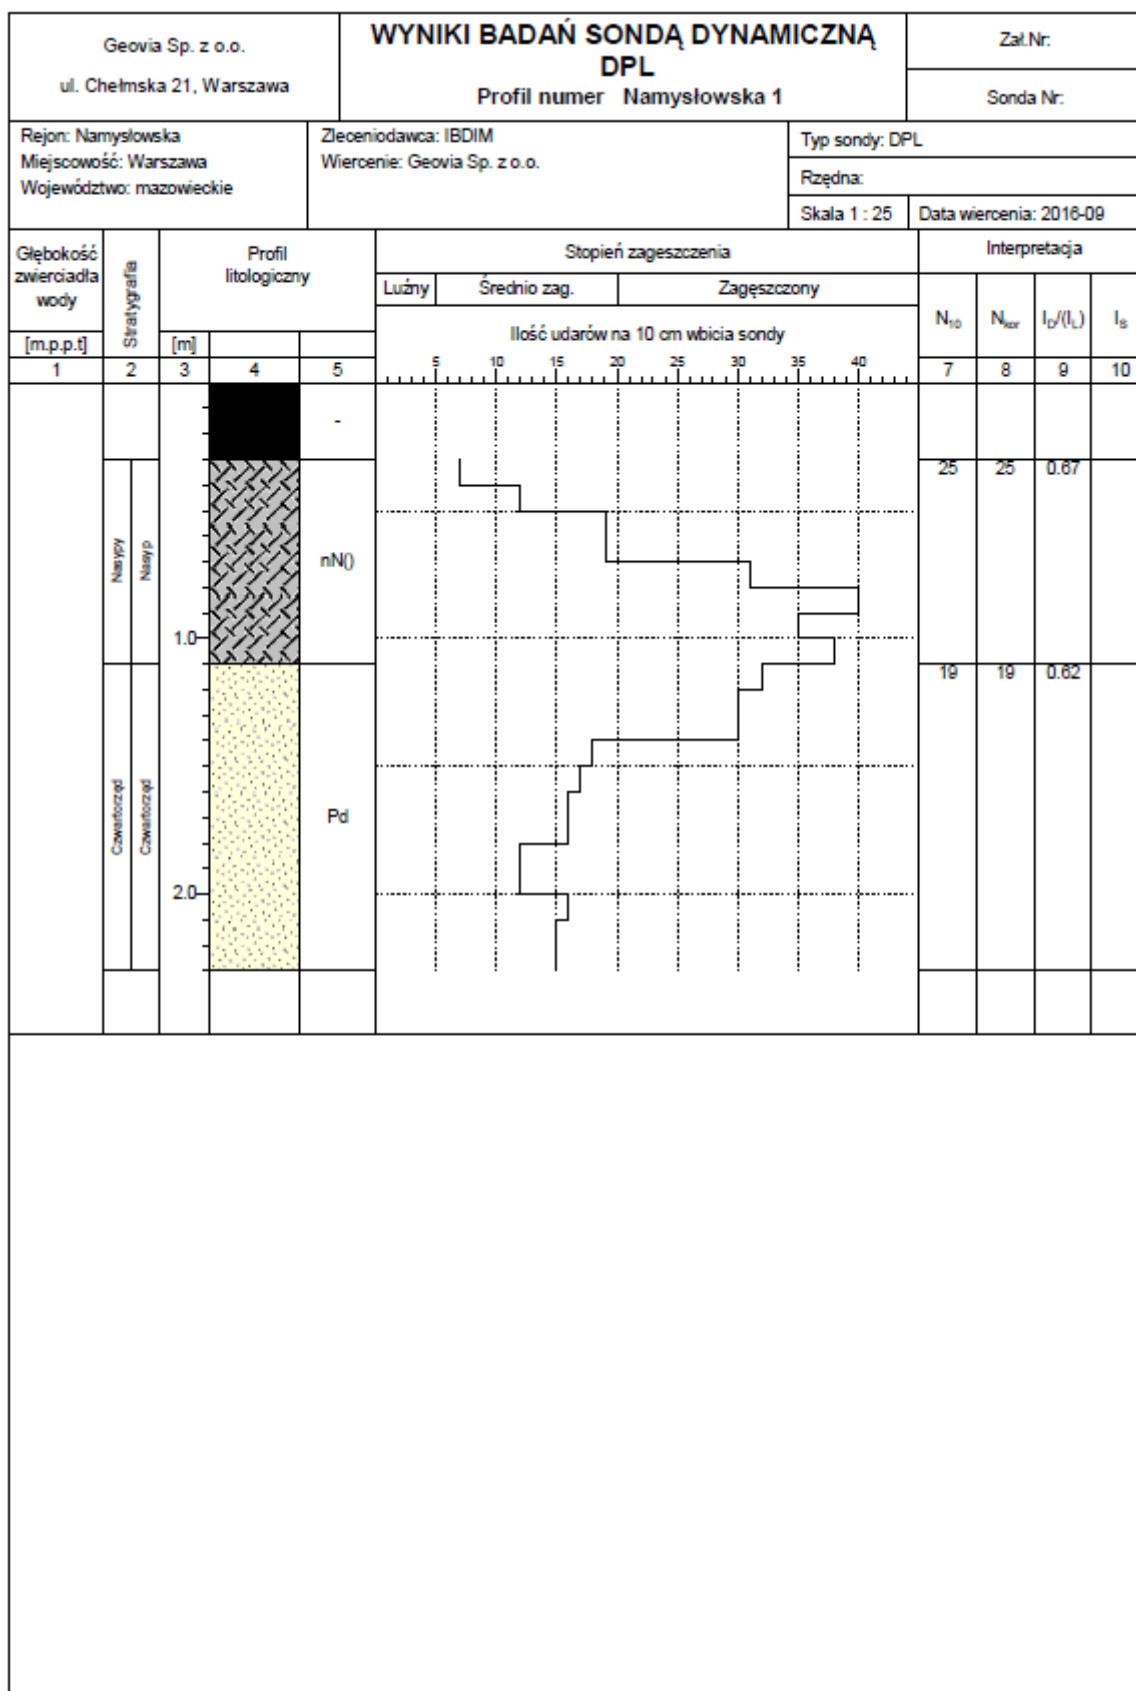 Geovia Sp. z o.o.
ul. Chełmska 21, Warszawa
WYNIKI BADAŃ SONDĄ DYNAMICZNĄ
DPL
Profil numer Namysłowska 1
Zał.Nr:
Sonda Nr:
Rejon: Namysłowska
Miejscowość: Warszawa
Województwo: mazowieckie
Zleceniodawca: IBDIM
Wiercenie: Geovia Sp. z o.o.
Typ sondy: DPL
Rzędna:
Skala 1 : 25
Data wiercenia: 2016-09
Głębokość
zwierciadła
wody
[m.p.p.t]
Stratygrafia
Profil
litologiczny
[m]
Stopień zageszczenia
Luźny
Średnio zag.
Zagęszczony
Ilość udarów na 10 cm wbicia sondy
5 10 15 20 25 30 35 40
Interpretacja
N10
Nkor
ID/(IL)
IS
1 2 3 4 5 7 8 9 10
-
25 25 0.67
Nasypy
Nasyp
nN()
1.0
19 19 0.62
Czwartorzęd
Czwartorzęd
Pd
2.0